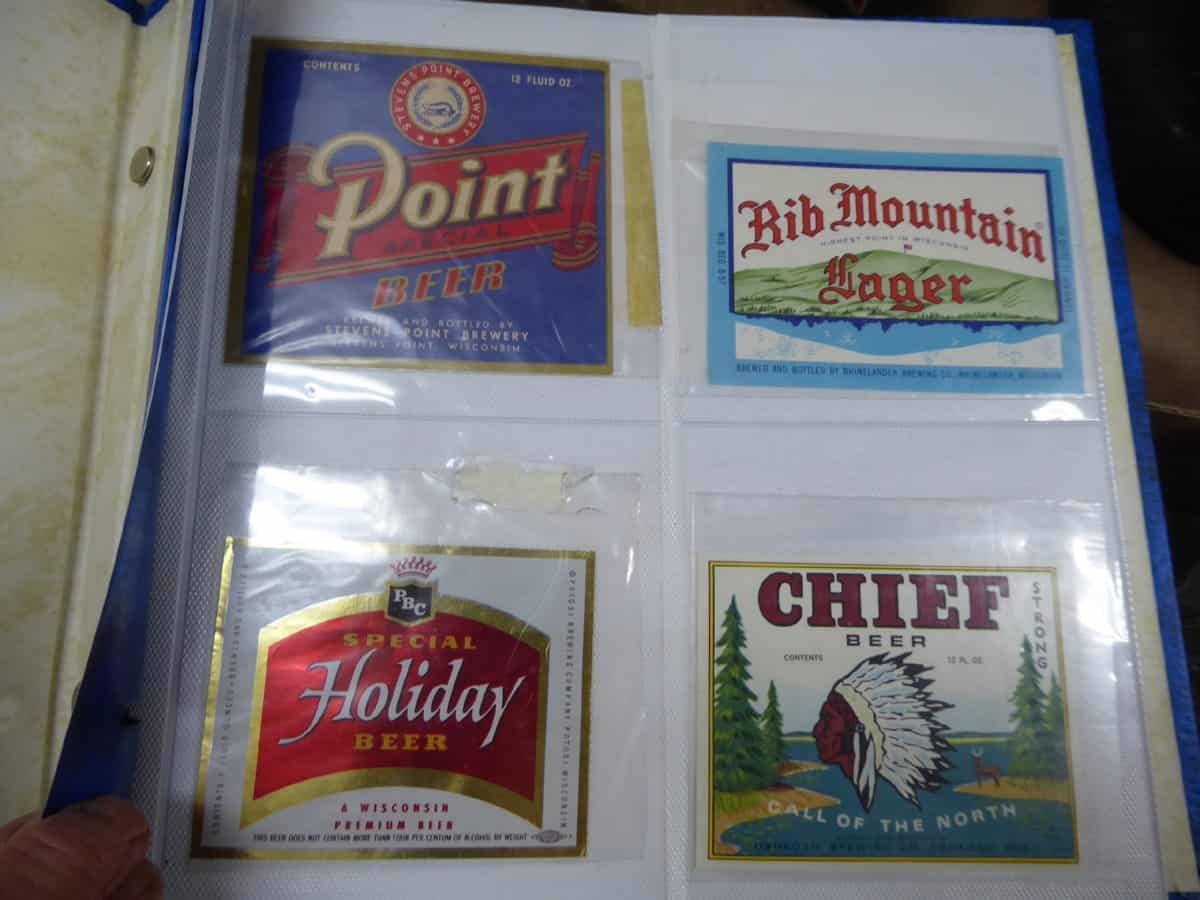 CONTENTS
12 FLUID OZ.
STEVENS POINT BREWERY
Point
SPECIAL
BEER
BREWED AND BOTTLED BY
STEVENS POINT BREWERY
STEVENS POINT, WISCONSIN
Rib Mountain
HIGHEST POINT IN WISCONSIN
Lager
BREWED AND BOTTLED BY RHINELANDER BREWING CO., RHINELANDER, WISCONSIN
PBC
SPECIAL
Holiday
BEER
A WISCONSIN
PREMIUM BEER
THIS BEER DOES NOT CONTAIN MORE THAN FOUR PER CENTUM OF ALCOHOL BY WEIGHT
POTOSI BREWING COMPANY POTOSI WISCONSIN
CHIEF
BEER
STRONG
CONTENTS
12 FL. OZ.
CALL OF THE NORTH